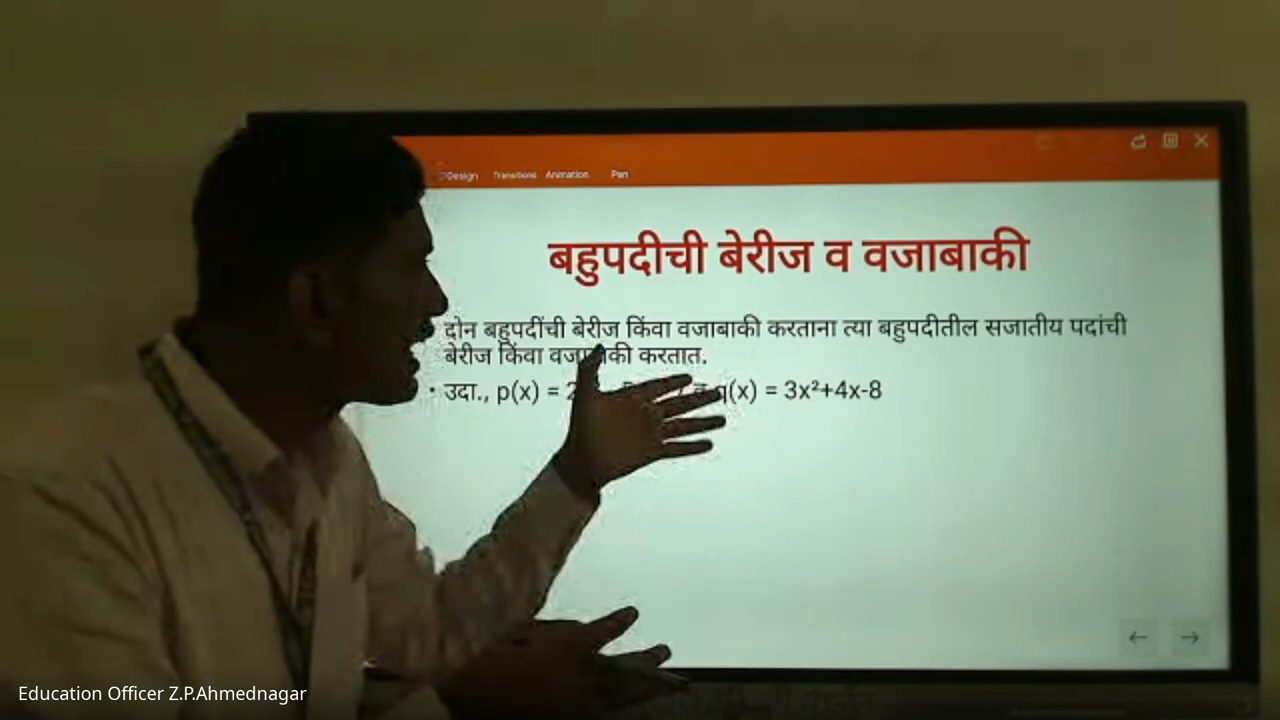 Design Transitions Animation Pen
बहुपदीची बेरीज व वजाबाकी
दोन बहुपदींची बेरीज किंवा वजाबाकी करताना त्या बहुपदीतील सजातीय पदांची
बेरीज किंवा करतात.
• उदा., p(x) = 2 q(x) = 3x²+4x-8
Education Officer Z.P.Ahmednagar